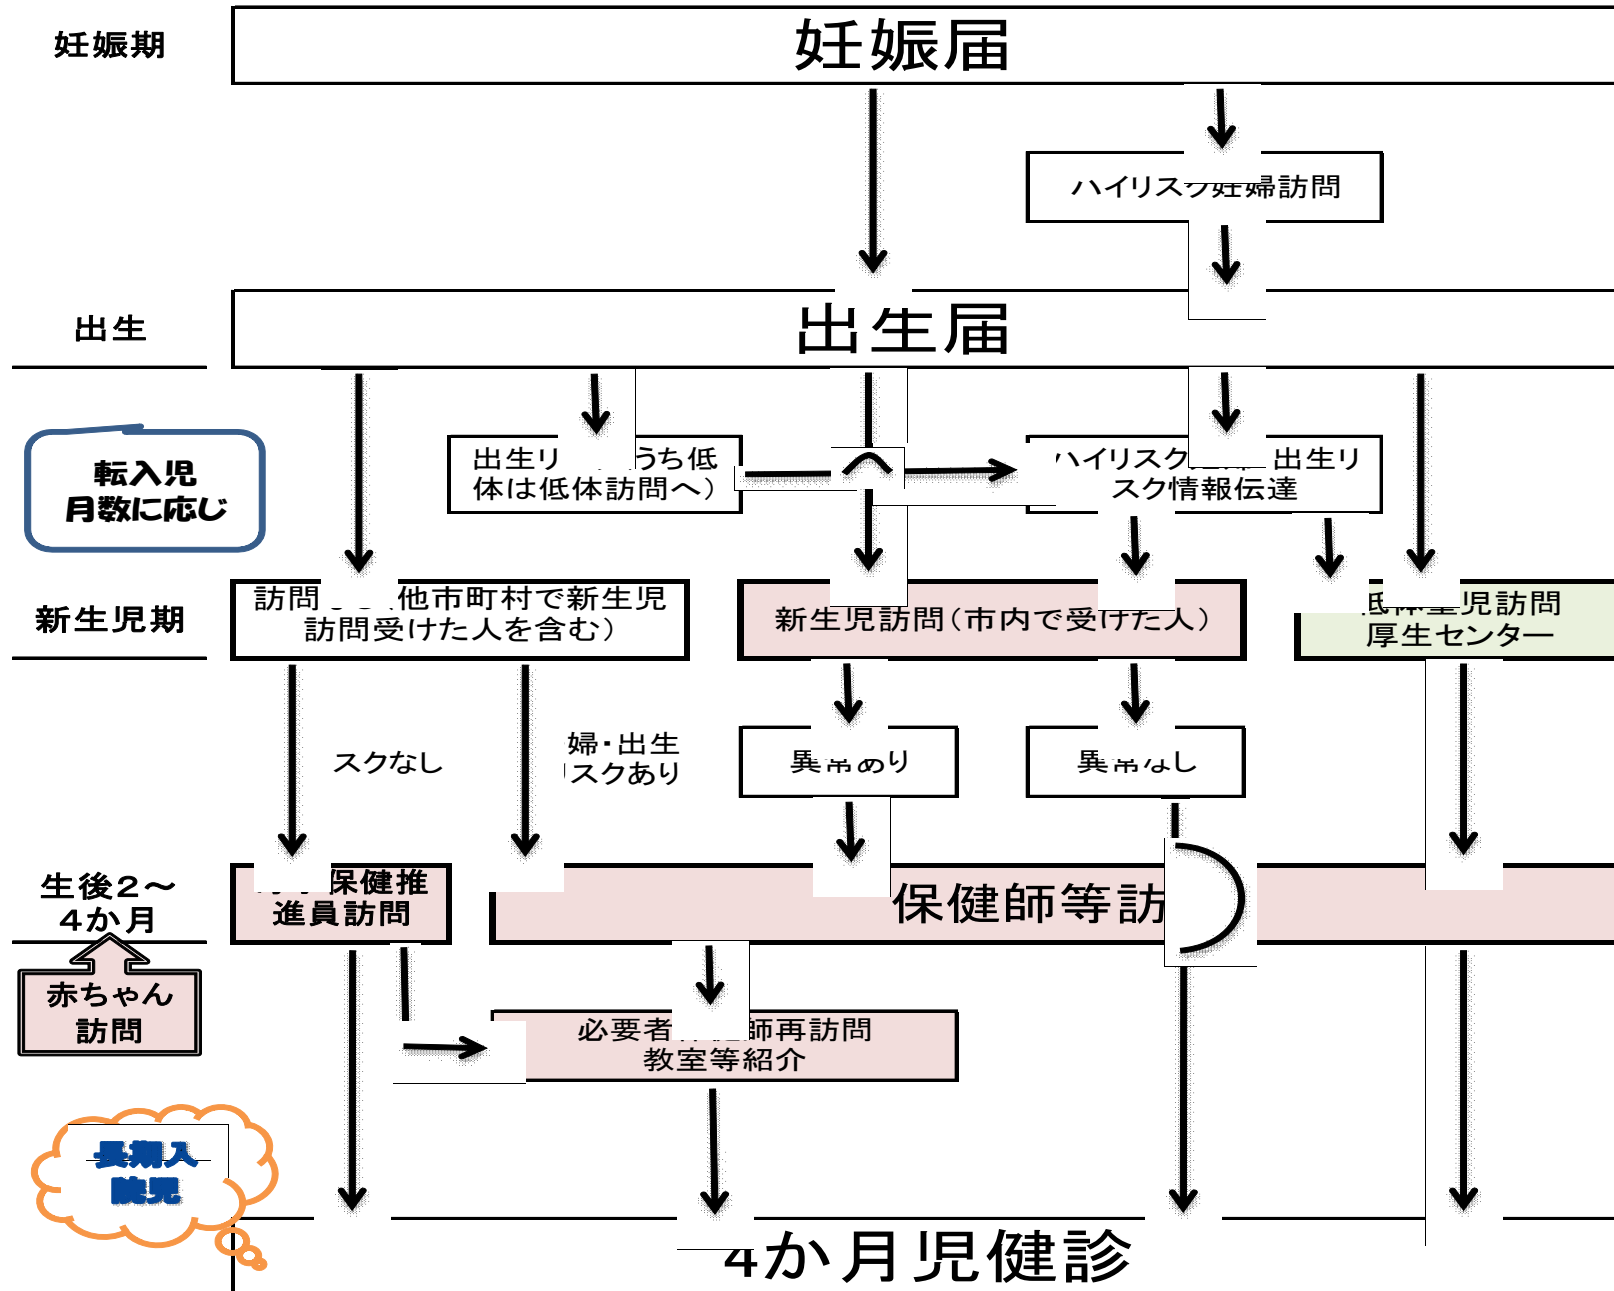 妊娠期
妊娠届
ハイリスク妊婦訪問
出生
出生届
転入児
月数に応じ
出生リ うち低
体は低体訪問へ）
ハイリスク 出生リ
スク情報伝達
新生児期
訪問 他市町村で新生児
訪問受けた人を含む）
新生児訪問（市内で受けた人）
低体重児訪問
厚生センター
スクなし
婦・出生
リスクあり
異常あり
異常なし
生後２～
４か月
保健推
進員訪問
保健師等訪
赤ちゃん
訪問
必要者 師再訪問
教室等紹介
長期入
院児
4か月児健診